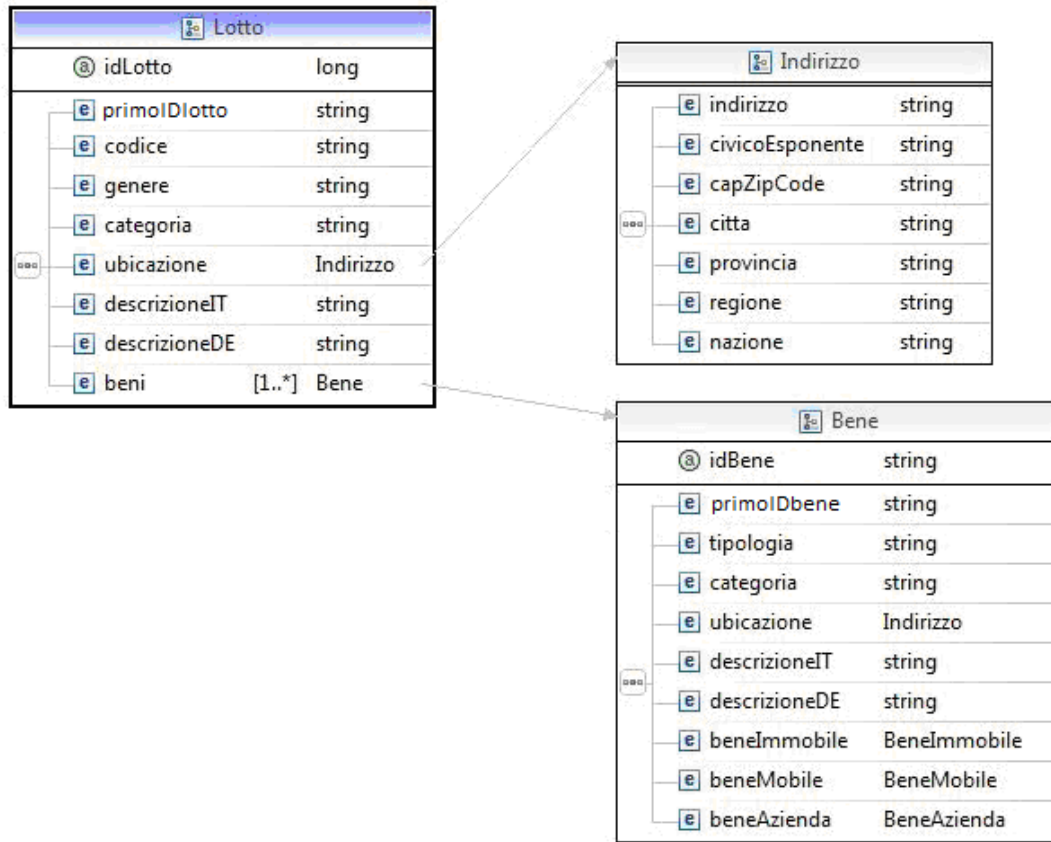 Lotto
idLotto long
primoIDlotto string
codice string
genere string
categoria string
ubicazione Indirizzo
descrizioneIT string
descrizioneDE string
beni [1..*] Bene
Indirizzo
indirizzo string
civicoEsponente string
capZipCode string
citta string
provincia string
regione string
nazione string
Bene
idBene string
primoIDbene string
tipologia string
categoria string
ubicazione Indirizzo
descrizioneIT string
descrizioneDE string
beneImmobile BeneImmobile
beneMobile BeneMobile
beneAzienda BeneAzienda